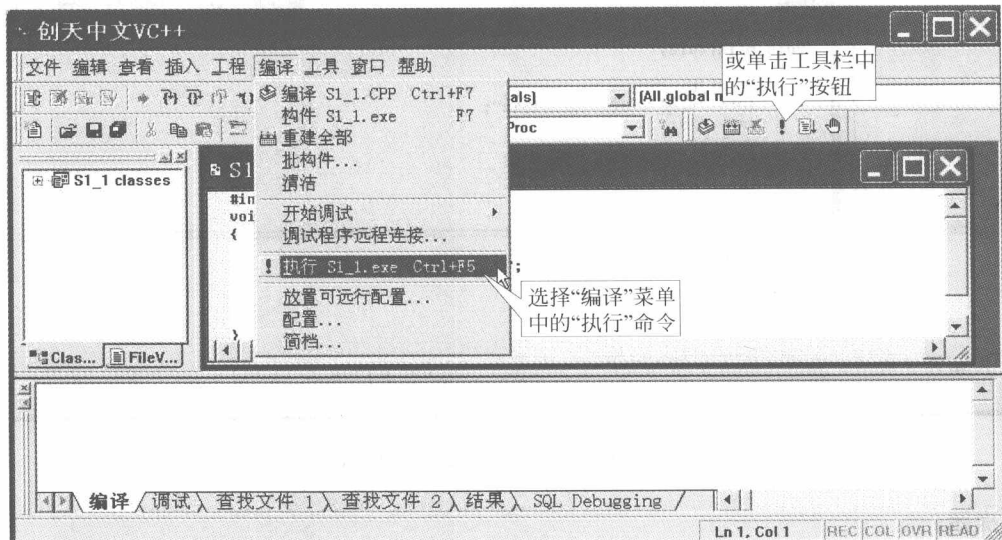 创天中文VC++
文件 编辑 查看 插入 工程 编译 工具 窗口 整助
或单击工具栏中
的“执行”按钮
编译 S1_1.CPP Ctrl+F7
构件 S1_1.exe F7
重建全部
批构件...
清洁
开始调试
调试程序远程连接...
执行 S1_1.exe Ctrl+F5
放置可远行配置...
配置...
简档...
als)
(All.global
Proc
S1_1 classes
S1
#in
voi
{
;
}
选择“编译”菜单
中的“执行”命令
Clas... FileV...
编译 调试 查找文件 1 查找文件 2 结果 SQL Debugging
Ln 1, Col 1 REC COL OVR READ